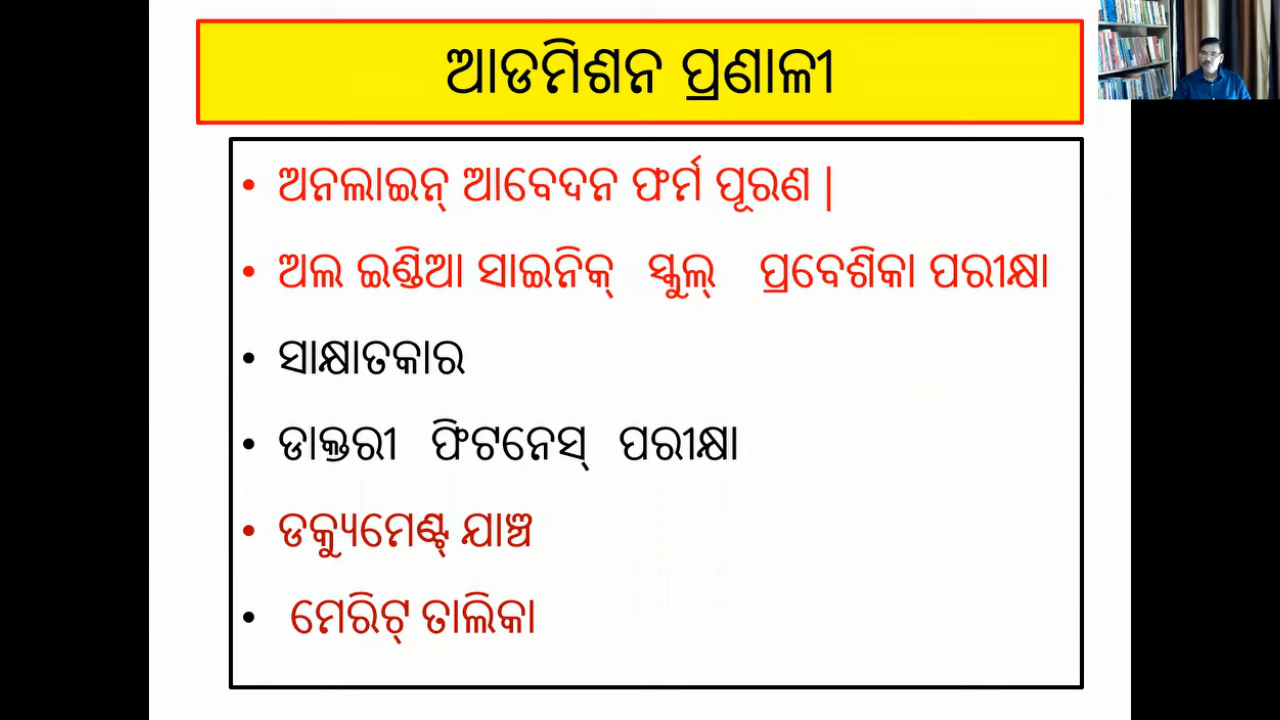 ଆଡମିଶନ ପ୍ରଣାଳୀ
• ଅନଲାଇନ୍ ଆବେଦନ ଫର୍ମ ପୂରଣ |
• ଅଲ ଇଣ୍ଡିଆ ସାଇନିକ୍ ସ୍କୁଲ୍ ପ୍ରବେଶିକା ପରୀକ୍ଷା
• ସାକ୍ଷାତକାର
• ଡାକ୍ତରୀ ଫିଟନେସ୍ ପରୀକ୍ଷା
• ଡକ୍ୟୁମେଣ୍ଟ୍ ଯାଞ୍ଚ
• ମେରିଟ୍ ତାଲିକା